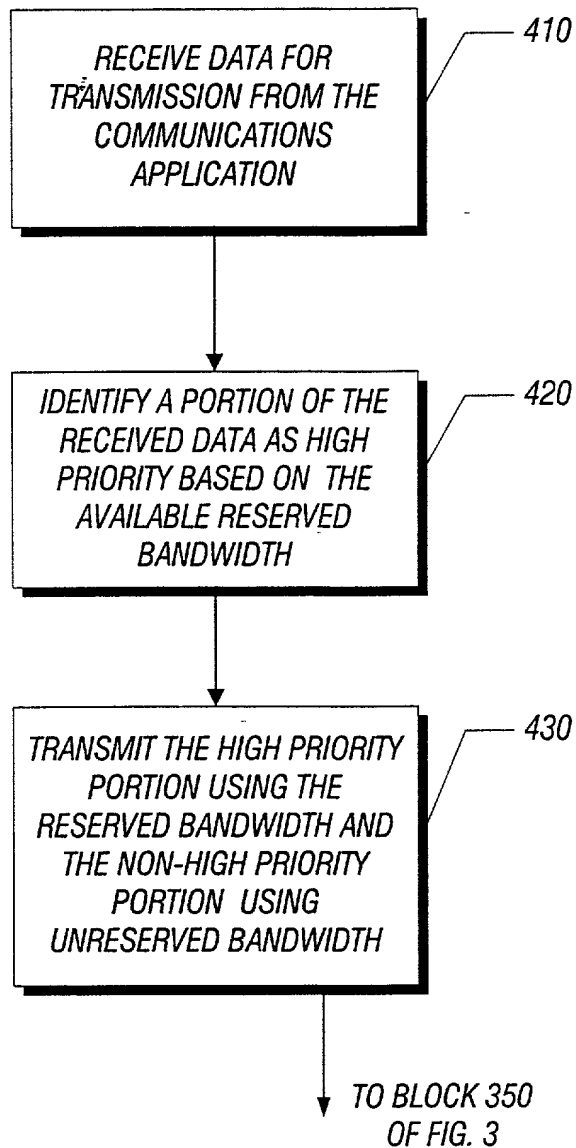 RECEIVE DATA FOR
TRANSMISSION FROM THE
COMMUNICATIONS
APPLICATION
410
IDENTIFY A PORTION OF THE
RECEIVED DATA AS HIGH
PRIORITY BASED ON THE
AVAILABLE RESERVED
BANDWIDTH
420
TRANSMIT THE HIGH PRIORITY
PORTION USING THE
RESERVED BANDWIDTH AND
THE NON-HIGH PRIORITY
PORTION USING
UNRESERVED BANDWIDTH
430
TO BLOCK 350
OF FIG. 3